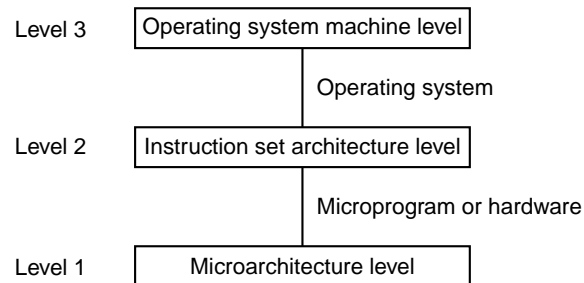 Level 3 Operating system machine level
Operating system
Level 2 Instruction set architecture level
Microprogram or hardware
Level 1 Microarchitecture level